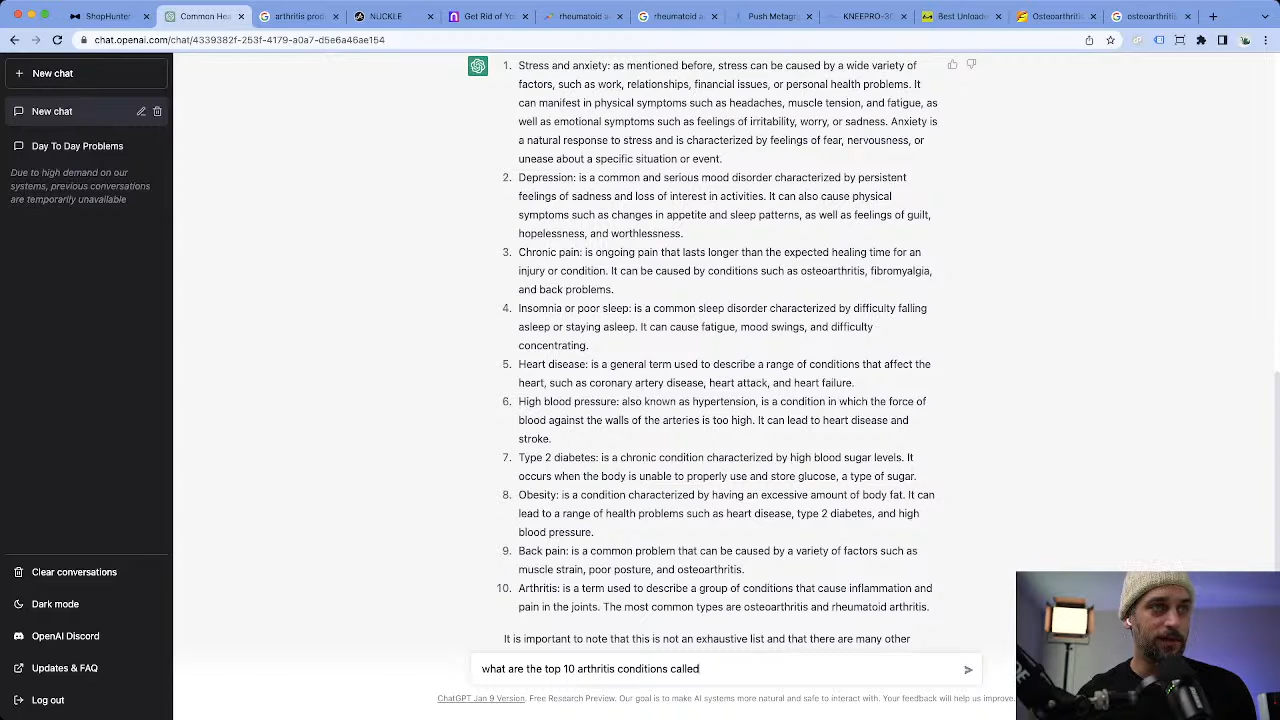 ShopHunter
Common He
arthritis prod
NUCKLE
Get Rid of Yo
rheumatoid a
rheumatoid a
Push Metagr
KNEEPRO-3D
Best Unloade
Osteoarthritis
osteoarthritis
chat.openai.com/chat/4339382f-253f-4179-a0a7-d5e6a46ae154
New chat
New chat
Day To Day Problems
Due to high demand on our
systems, previous conversations
are temporarily unavailable
Clear conversations
Dark mode
OpenAI Discord
Updates & FAQ
Log out
1. Stress and anxiety: as mentioned before, stress can be caused by a wide variety of
factors, such as work, relationships, financial issues, or personal health problems. It
can manifest in physical symptoms such as headaches, muscle tension, and fatigue, as
well as emotional symptoms such as feelings of irritability, worry, or sadness. Anxiety is
a natural response to stress and is characterized by feelings of fear, nervousness, or
unease about a specific situation or event.
2. Depression: is a common and serious mood disorder characterized by persistent
feelings of sadness and loss of interest in activities. It can also cause physical
symptoms such as changes in appetite and sleep patterns, as well as feelings of guilt,
hopelessness, and worthlessness.
3. Chronic pain: is ongoing pain that lasts longer than the expected healing time for an
injury or condition. It can be caused by conditions such as osteoarthritis, fibromyalgia,
and back problems.
4. Insomnia or poor sleep: is a common sleep disorder characterized by difficulty falling
asleep or staying asleep. It can cause fatigue, mood swings, and difficulty
concentrating.
5. Heart disease: is a general term used to describe a range of conditions that affect the
heart, such as coronary artery disease, heart attack, and heart failure.
6. High blood pressure: also known as hypertension, is a condition in which the force of
blood against the walls of the arteries is too high. It can lead to heart disease and
stroke.
7. Type 2 diabetes: is a chronic condition characterized by high blood sugar levels. It
occurs when the body is unable to properly use and store glucose, a type of sugar.
8. Obesity: is a condition characterized by having an excessive amount of body fat. It can
lead to a range of health problems such as heart disease, type 2 diabetes, and high
blood pressure.
9. Back pain: is a common problem that can be caused by a variety of factors such as
muscle strain, poor posture, and osteoarthritis.
10. Arthritis: is a term used to describe a group of conditions that cause inflammation and
pain in the joints. The most common types are osteoarthritis and rheumatoid arthritis.
It is important to note that this is not an exhaustive list and that there are many other
what are the top 10 arthritis conditions called
ChatGPT Jan 9 Version. Free Research Preview. Our goal is to make AI systems more natural and safe to interact with. Your feedback will help us improve.